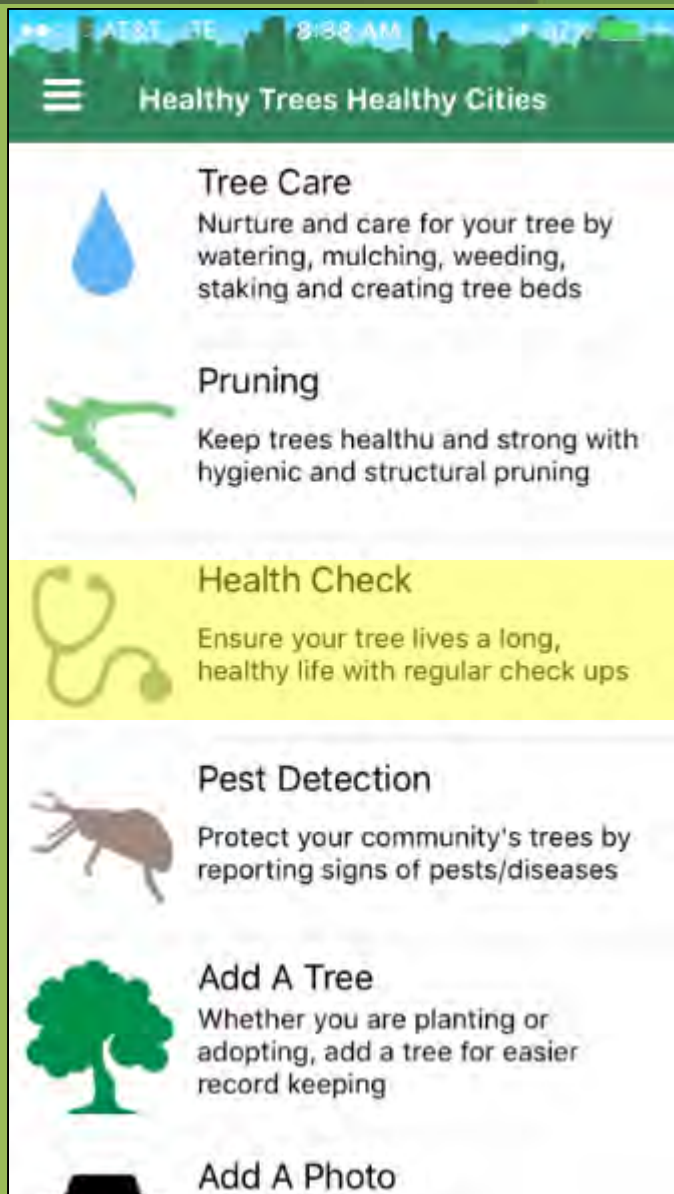 AT&T LTE 8:38 AM
Healthy Trees Healthy Cities
Tree Care
Nurture and care for your tree by
watering, mulching, weeding,
staking and creating tree beds
Pruning
Keep trees healthu and strong with
hygienic and structural pruning
Health Check
Ensure your tree lives a long,
healthy life with regular check ups
Pest Detection
Protect your community's trees by
reporting signs of pests/diseases
Add A Tree
Whether you are planting or
adopting, add a tree for easier
record keeping
Add A Photo